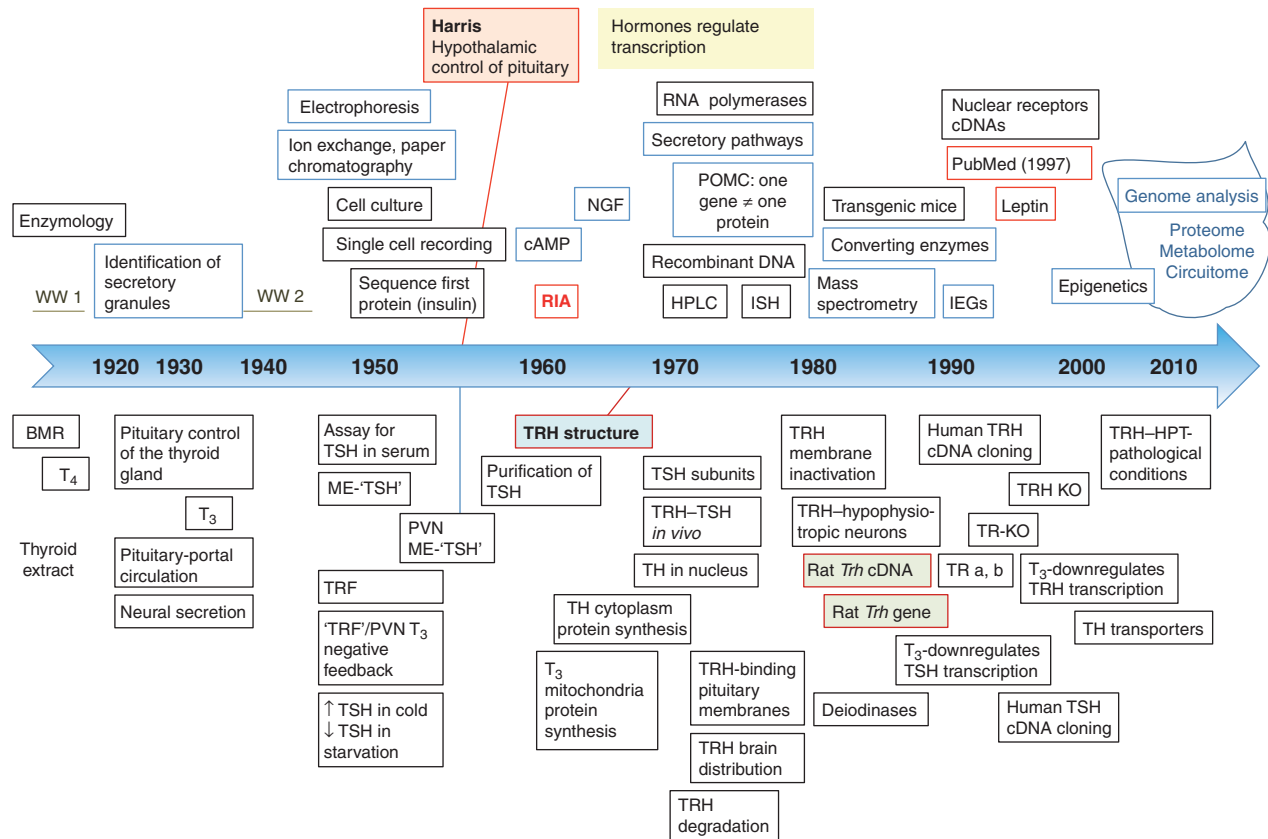 Harris
Hypothalamic
control of pituitary
Hormones regulate
transcription
Electrophoresis
RNA polymerases
Nuclear receptors
cDNAs
Ion exchange, paper
chromatography
Secretory pathways
PubMed (1997)
POMC: one
gene ≠ one
protein
Genome analysis
Enzymology
Cell culture
NGF
Transgenic mice
Leptin
Proteome
Metabolome
Circuitome
Identification of
secretory
granules
Single cell recording
cAMP
Converting enzymes
Recombinant DNA
WW 1
WW 2
Sequence first
protein (insulin)
RIA
HPLC
ISH
Mass
spectrometry
IEGs
Epigenetics
1920 1930 1940 1950 1960 1970 1980 1990 2000 2010
BMR
T4
Thyroid
extract
Pituitary control
of the thyroid
gland
T3
Pituitary-portal
circulation
Neural secretion
Assay for
TSH in serum
ME-‘TSH’
PVN
ME-‘TSH’
TRF
‘TRF’/PVN T3
negative
feedback
↑ TSH in cold
↓ TSH in
starvation
TRH structure
Purification of
TSH
TSH subunits
TRH–TSH
in vivo
TH in nucleus
TH cytoplasm
protein synthesis
T3
mitochondria
protein
synthesis
TRH-binding
pituitary
membranes
TRH brain
distribution
TRH
degradation
TRH
membrane
inactivation
TRH–hypophysio-
tropic neurons
Rat Trh cDNA
Rat Trh gene
Deiodinases
Human TRH
cDNA cloning
TRH KO
TR-KO
TR a, b
T3-downregulates
TSH transcription
Human TSH
cDNA cloning
TRH–HPT-
pathological
conditions
T3-downregulates
TRH transcription
TH transporters